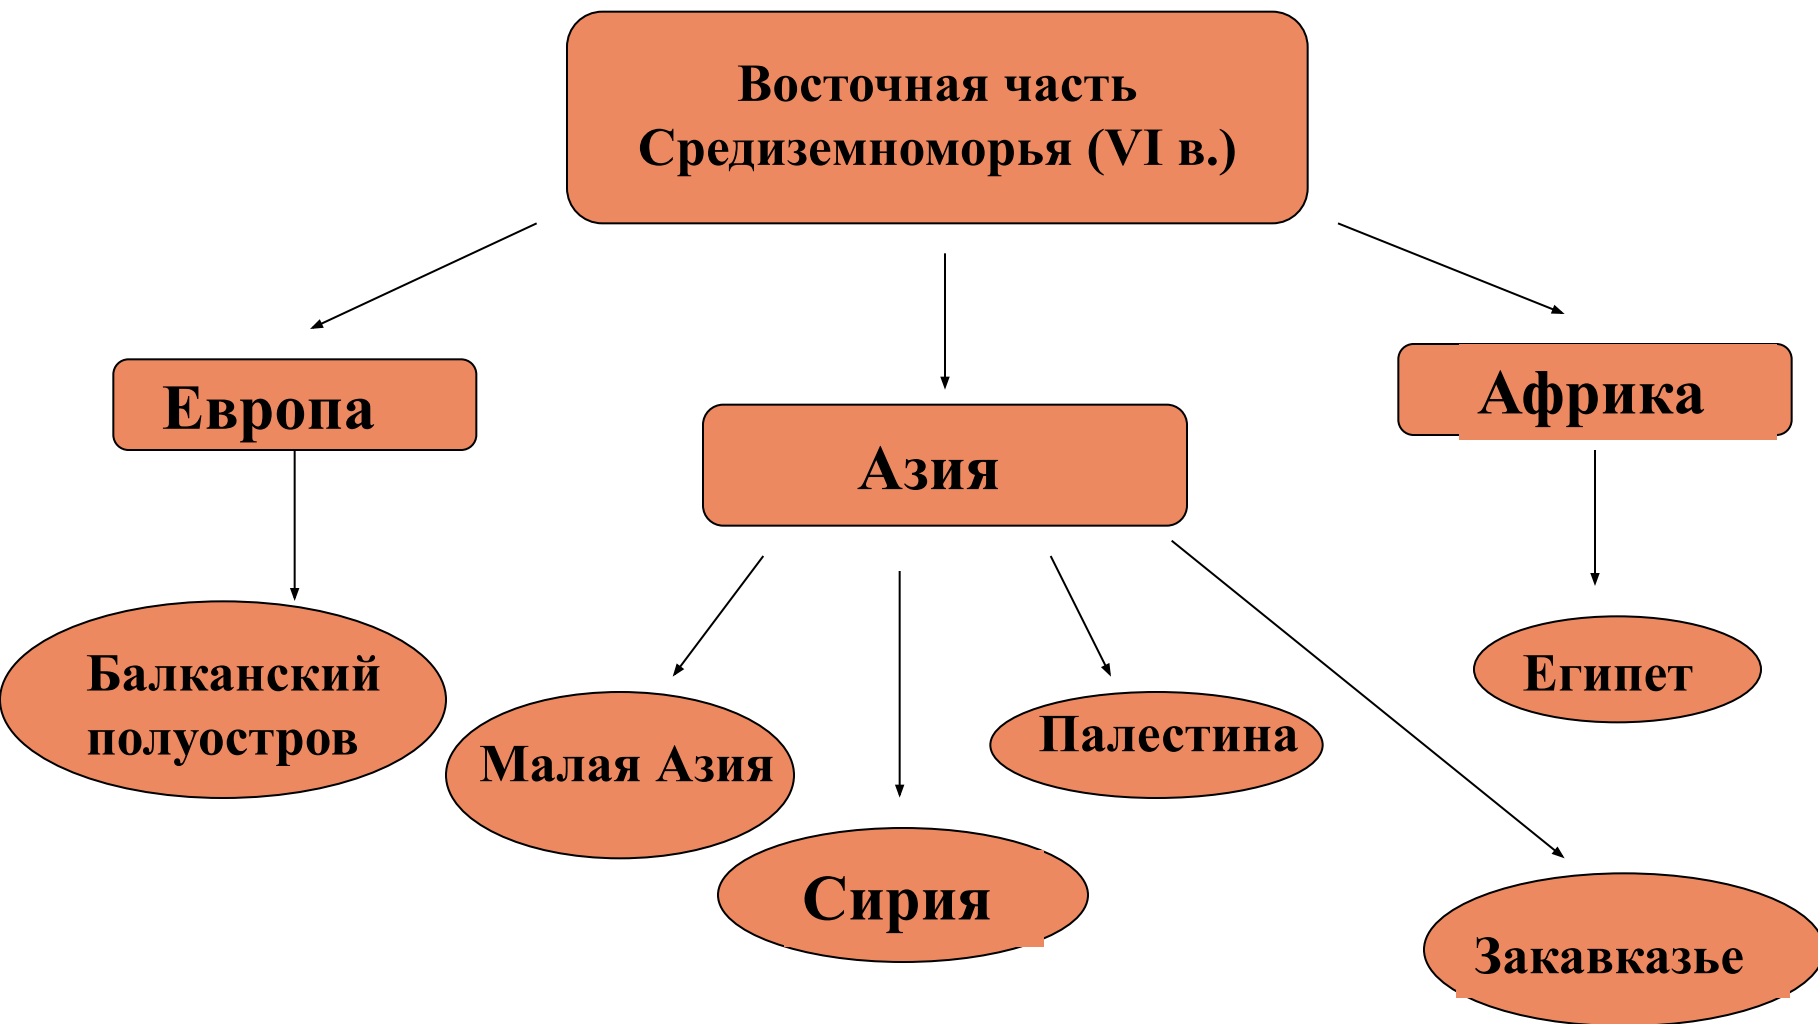 Восточная часть
Средиземноморья (VI в.)
Европа
Азия
Африка
Балканский
полуостров
Малая Азия
Сирия
Палестина
Закавказье
Египет